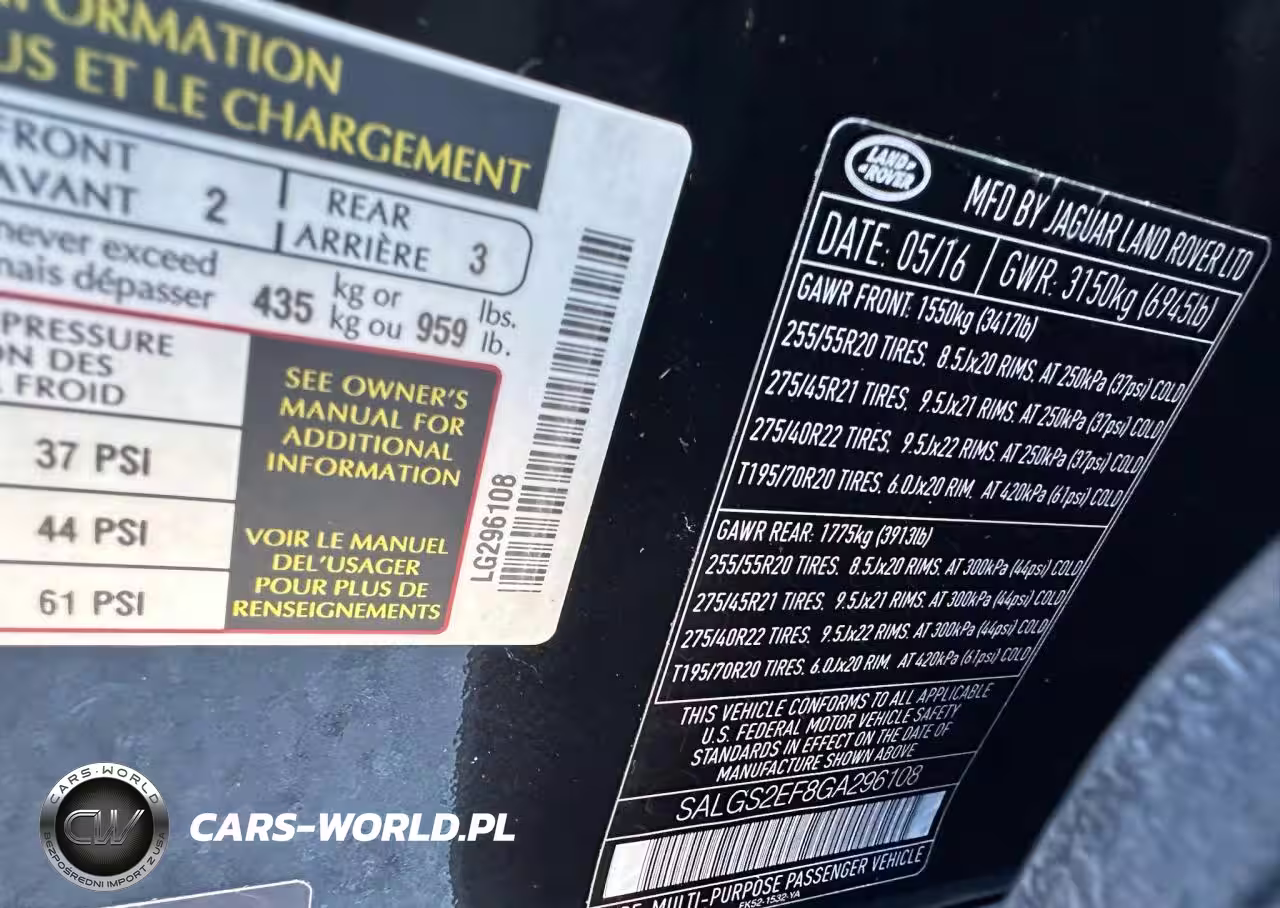 FORMATION
US ET LE CHARGEMENT
FRONT
AVANT 2
REAR
ARRIÈRE 3
never exceed
mais dépasser
435 kg or 959 lbs.
kg ou lb.
PRESSURE
ON DES
FROID
37 PSI
44 PSI
61 PSI
SEE OWNER'S
MANUAL FOR
ADDITIONAL
INFORMATION
VOIR LE MANUEL
DEL'USAGER
POUR PLUS DE
RENSEIGNEMENTS
LG296108
LAND
ROVER
MFD BY JAGUAR LAND ROVER LTD
DATE: 05/16 GWR: 3150kg (6945lb)
GAWR FRONT: 1550kg (3417lb)
255/55R20 TIRES. 8.5Jx20 RIMS. AT 250kPa (37psi) COLD
275/45R21 TIRES. 9.5Jx21 RIMS. AT 250kPa (37psi) COLD
275/40R22 TIRES. 9.5Jx22 RIMS. AT 250kPa (37psi) COLD
T195/70R20 TIRES. 6.0Jx20 RIM. AT 420kPa (61psi) COLD
GAWR REAR: 1775kg (3913lb)
255/55R20 TIRES. 8.5Jx20 RIMS. AT 300kPa (44psi) COLD
275/45R21 TIRES. 9.5Jx21 RIMS. AT 300kPa (44psi) COLD
275/40R22 TIRES. 9.5Jx22 RIMS. AT 300kPa (44psi) COLD
T195/70R20 TIRES. 6.0Jx20 RIM. AT 420kPa (61psi) COLD
THIS VEHICLE CONFORMS TO ALL APPLICABLE
U.S. FEDERAL MOTOR VEHICLE SAFETY
STANDARDS IN EFFECT ON THE DATE OF
MANUFACTURE SHOWN ABOVE
SALGS2EF8GA296108
MULTI-PURPOSE PASSENGER VEHICLE
FK52-1532-YA
CARS-WORLD
CW
BEZPOŚREDNI IMPORT Z USA
CARS-WORLD.PL